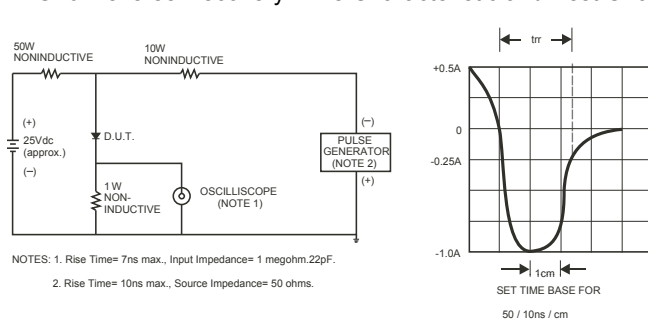 50W
NONINDUCTIVE
10W
NONINDUCTIVE
(+)
25Vdc
(approx.)
(–)
D.U.T.
1W
NON-
INDUCTIVE
OSCILLISCOPE
(NOTE 1)
(–)
PULSE
GENERATOR
(NOTE 2)
(+)
NOTES: 1. Rise Time= 7ns max., Input Impedance= 1 megohm.22pF.
2. Rise Time= 10ns max., Source Impedance= 50 ohms.
trr
+0.5A
0
-0.25A
-1.0A
1cm
SET TIME BASE FOR
50 / 10ns / cm